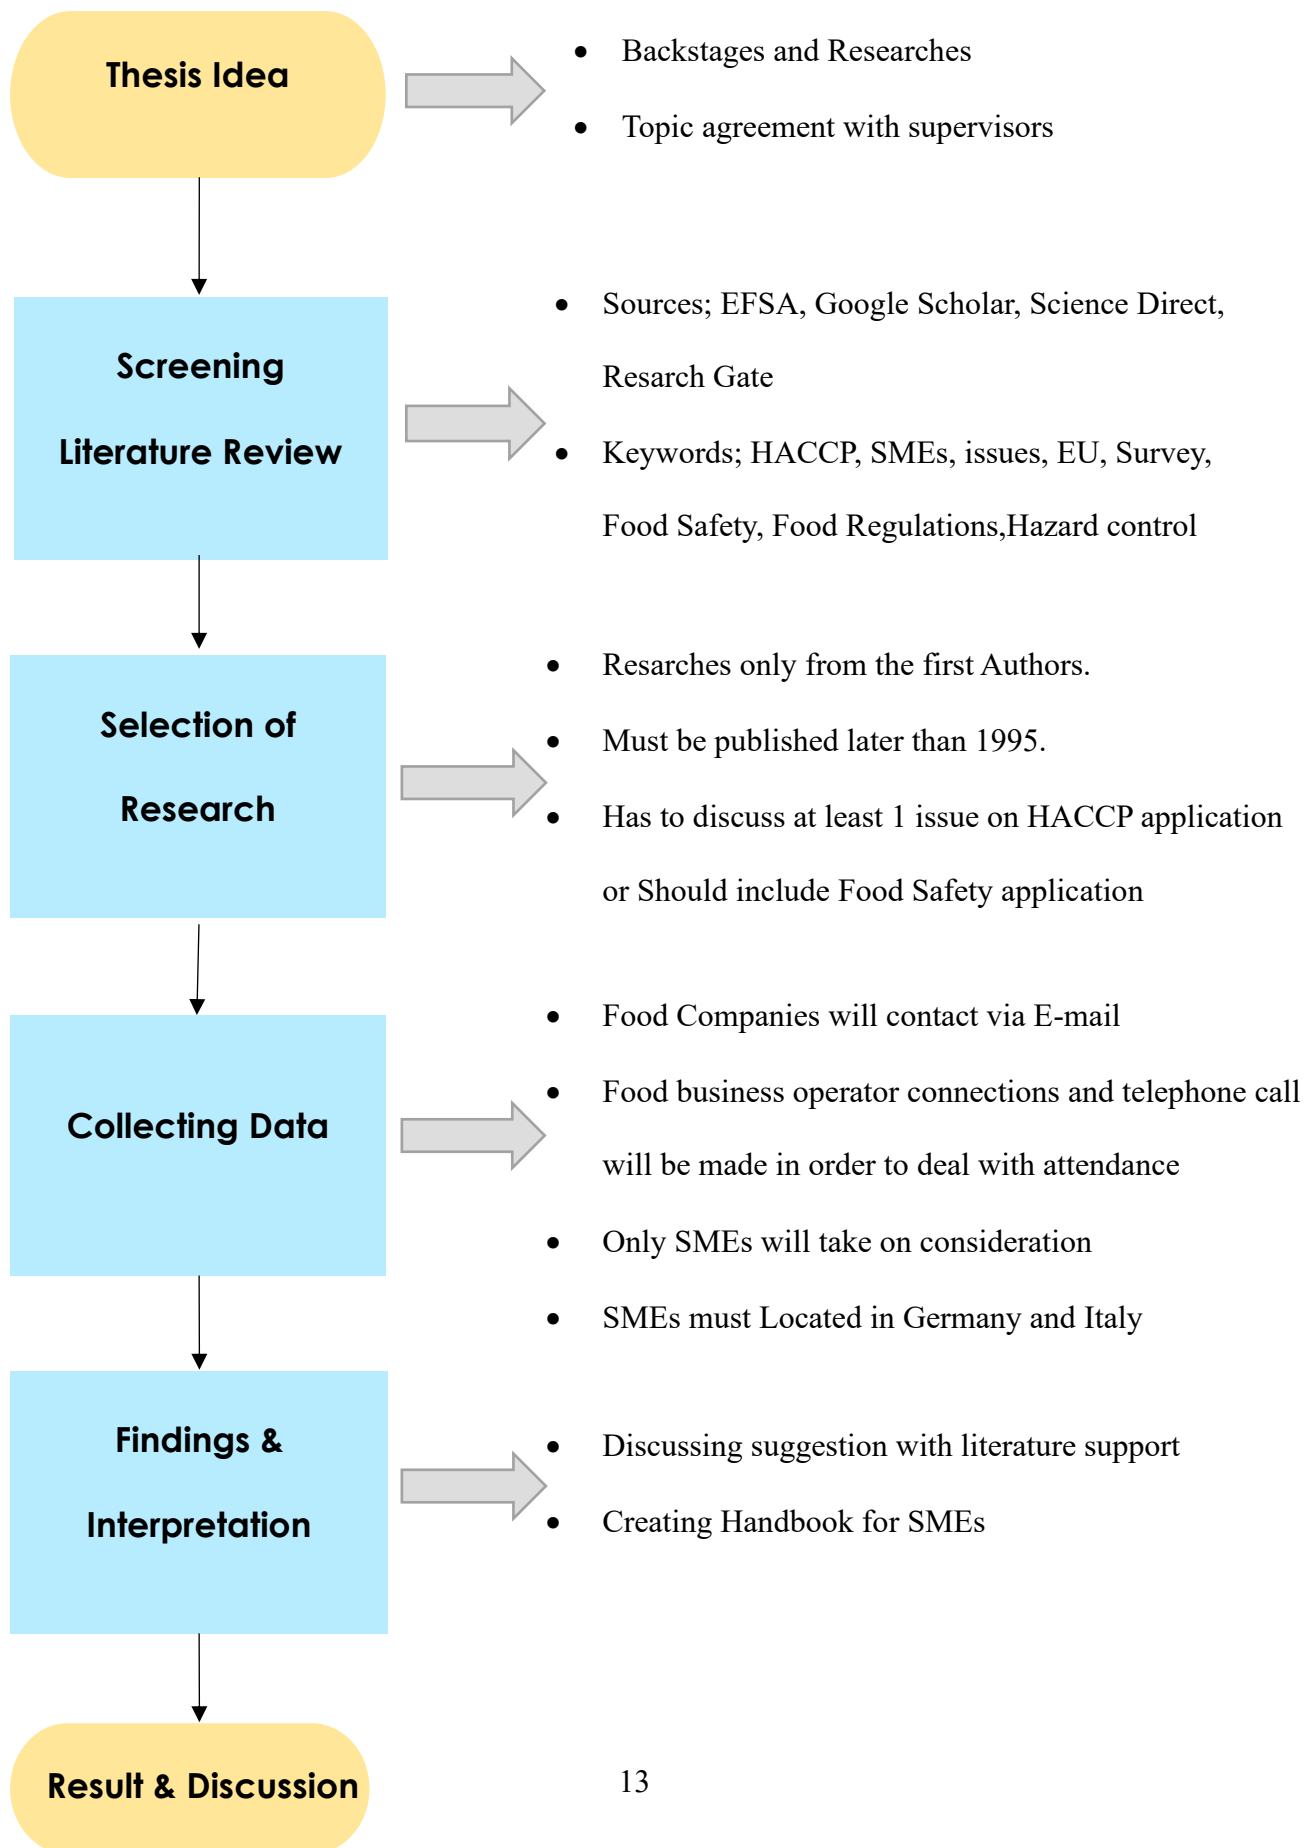 Thesis Idea
• Backstages and Researches
• Topic agreement with supervisors
Screening
Literature Review
• Sources; EFSA, Google Scholar, Science Direct,
Resarch Gate
• Keywords; HACCP, SMEs, issues, EU, Survey,
Food Safety, Food Regulations,Hazard control
Selection of
Research
• Resarches only from the first Authors.
• Must be published later than 1995.
• Has to discuss at least 1 issue on HACCP application
or Should include Food Safety application
Collecting Data
• Food Companies will contact via E-mail
• Food business operator connections and telephone call
will be made in order to deal with attendance
• Only SMEs will take on consideration
• SMEs must Located in Germany and Italy
Findings &
Interpretation
• Discussing suggestion with literature support
• Creating Handbook for SMEs
Result & Discussion
13